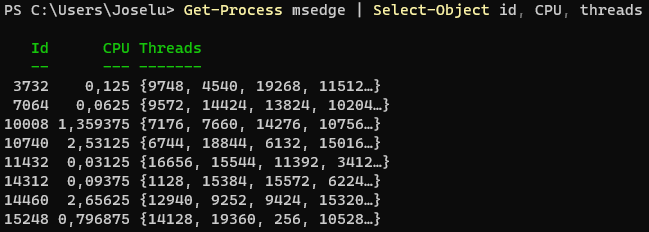 PS C:\Users\Joselu> Get-Process msedge | Select-Object id, CPU, threads
Id CPU Threads
-- --- -------
3732 0,125 {9748, 4540, 19268, 11512…}
7064 0,0625 {9572, 14424, 13824, 10204…}
10008 1,359375 {7176, 7660, 14276, 10756…}
10740 2,53125 {6744, 18844, 6132, 15016…}
11432 0,03125 {16656, 15544, 11392, 3412…}
14312 0,09375 {1128, 15384, 15572, 6224…}
14460 2,65625 {12940, 9252, 9424, 15320…}
15248 0,796875 {14128, 19360, 256, 10528…}